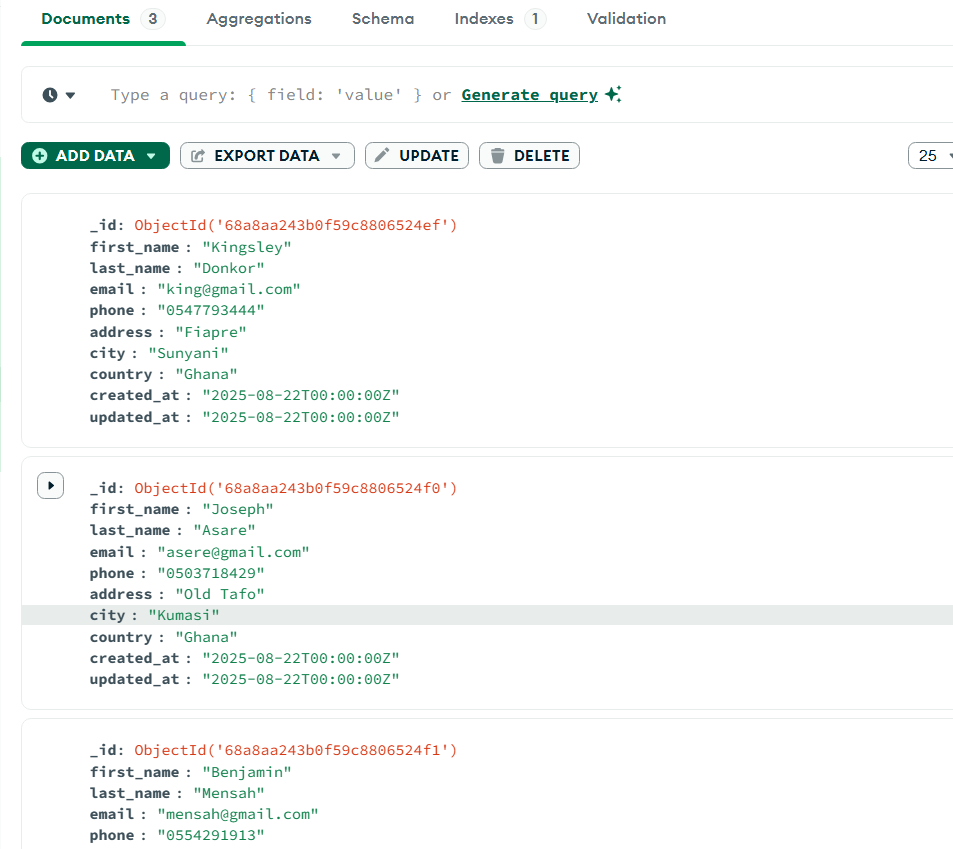 Documents 3 Aggregations Schema Indexes 1 Validation
Type a query: { field: 'value' } or Generate query
ADD DATA EXPORT DATA UPDATE DELETE 25
_id: ObjectId('68a8aa243b0f59c8806524ef')
first_name : "Kingsley"
last_name : "Donkor"
email : "king@gmail.com"
phone : "0547793444"
address : "Fiapre"
city : "Sunyani"
country : "Ghana"
created_at : "2025-08-22T00:00:00Z"
updated_at : "2025-08-22T00:00:00Z"
_id: ObjectId('68a8aa243b0f59c8806524f0')
first_name : "Joseph"
last_name : "Asare"
email : "asere@gmail.com"
phone : "0503718429"
address : "Old Tafo"
city : "Kumasi"
country : "Ghana"
created_at : "2025-08-22T00:00:00Z"
updated_at : "2025-08-22T00:00:00Z"
_id: ObjectId('68a8aa243b0f59c8806524f1')
first_name : "Benjamin"
last_name : "Mensah"
email : "mensah@gmail.com"
phone : "0554291913"